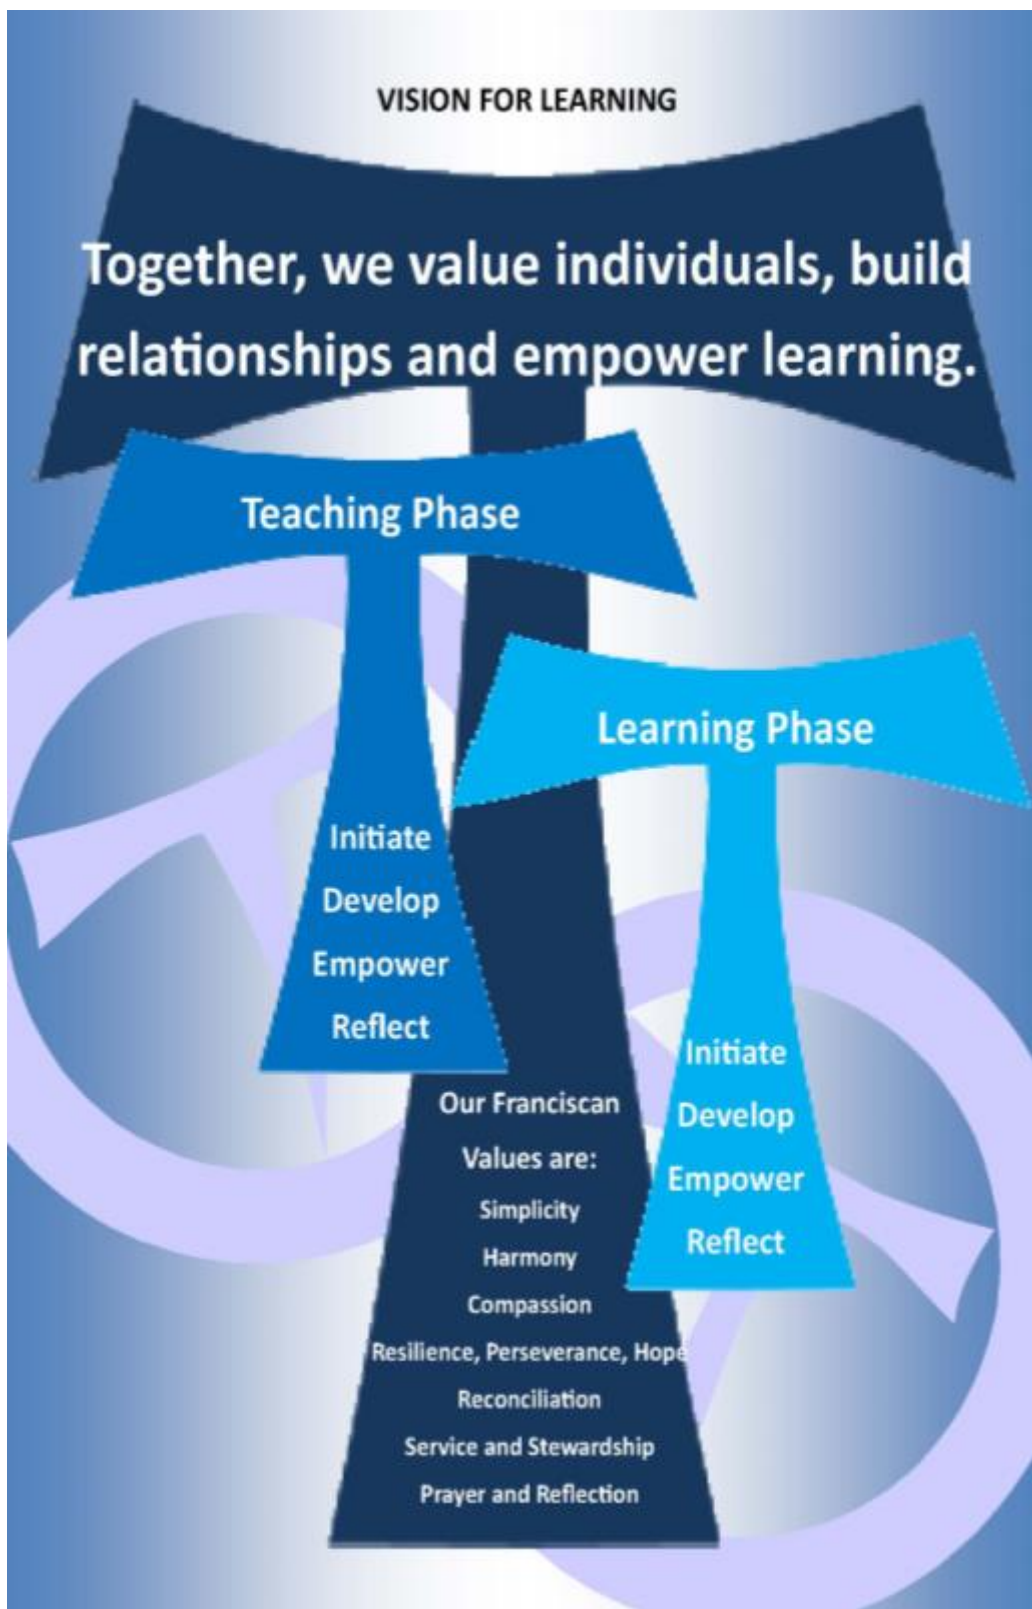 VISION FOR LEARNING
Together, we value individuals, build
relationships and empower learning.
Teaching Phase
Initiate
Develop
Empower
Reflect
Learning Phase
Initiate
Develop
Empower
Reflect
Our Franciscan
Values are:
Simplicity
Harmony
Compassion
Resilience, Perseverance, Hope
Reconciliation
Service and Stewardship
Prayer and Reflection